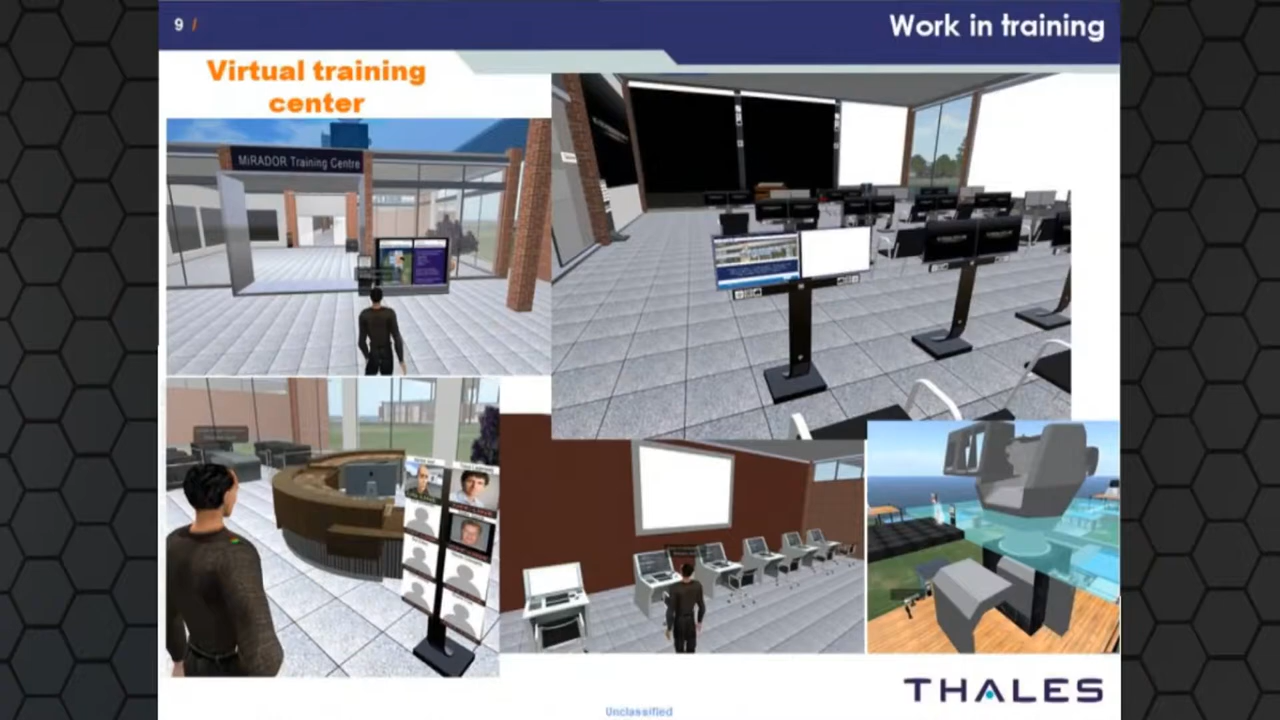 9 /
Work in training
Virtual training
center
MiRADOR Training Centre
THALES
Unclassified